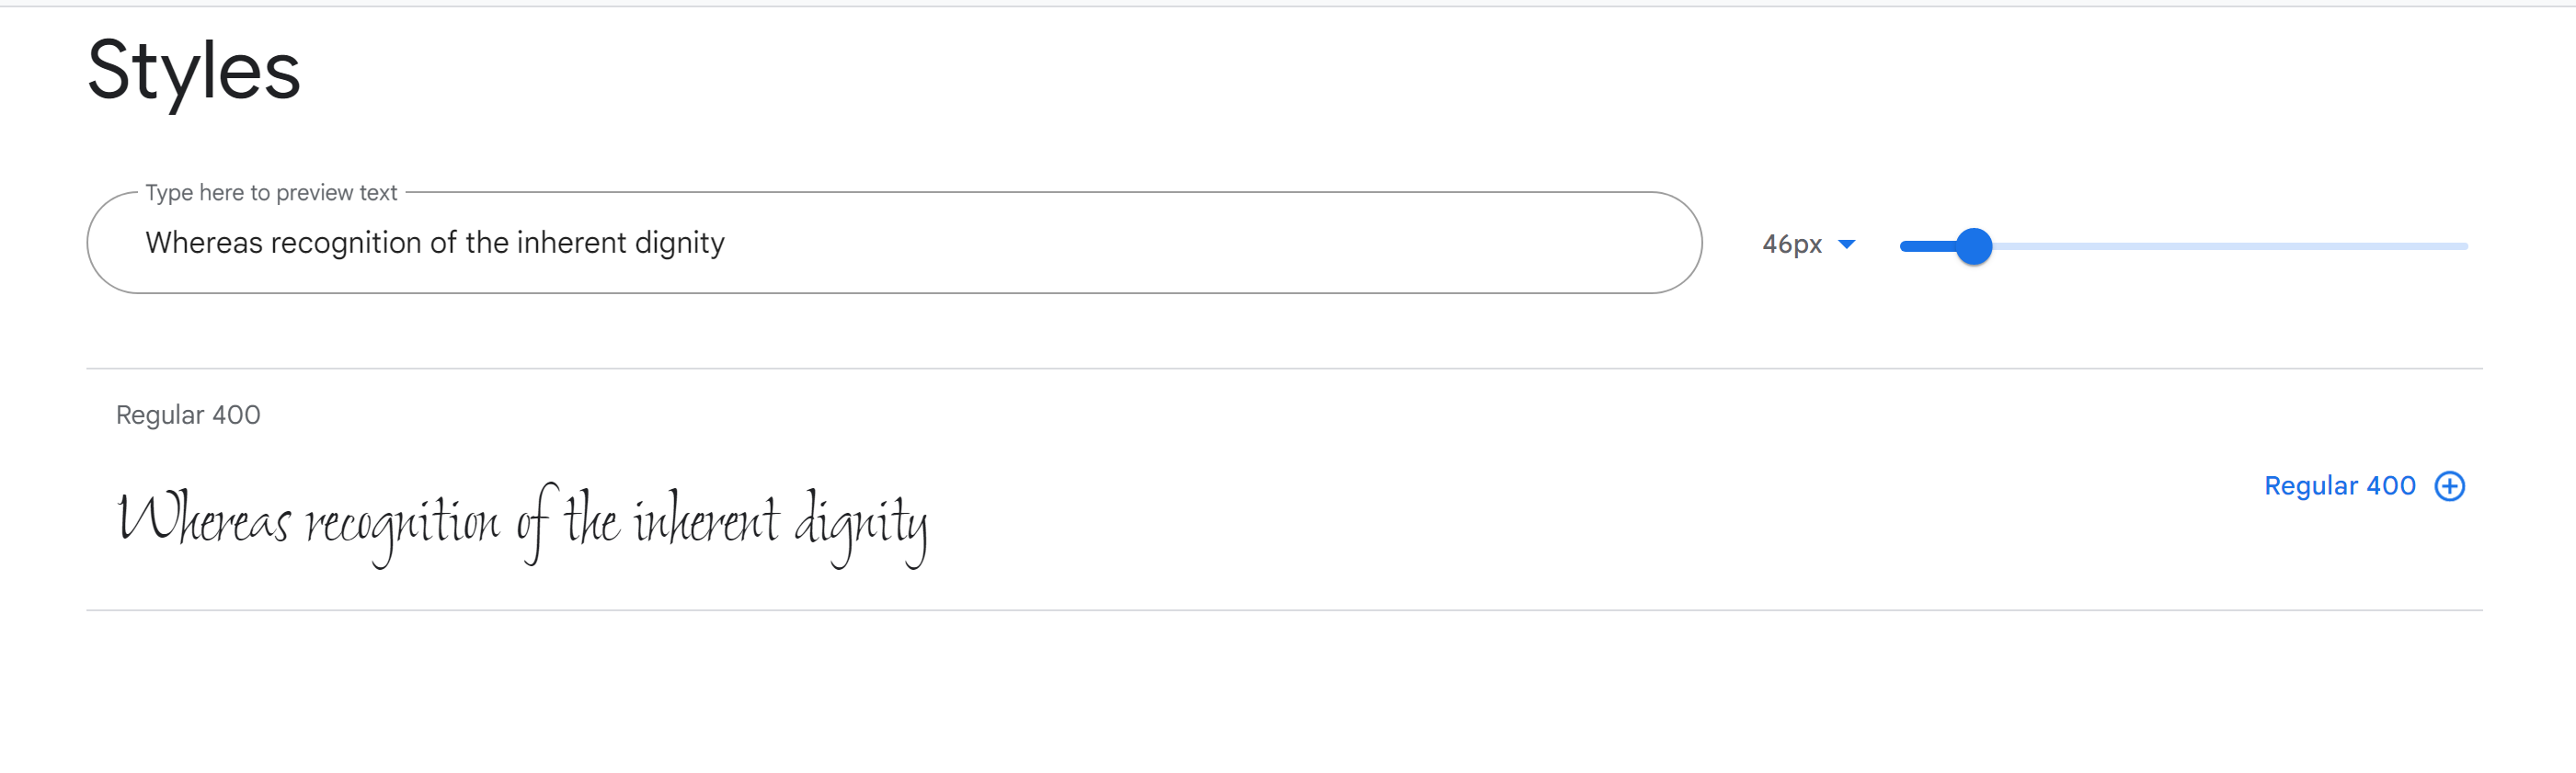 Styles
Type here to preview text
Whereas recognition of the inherent dignity
46px
Regular 400
Whereas recognition of the inherent dignity
Regular 400